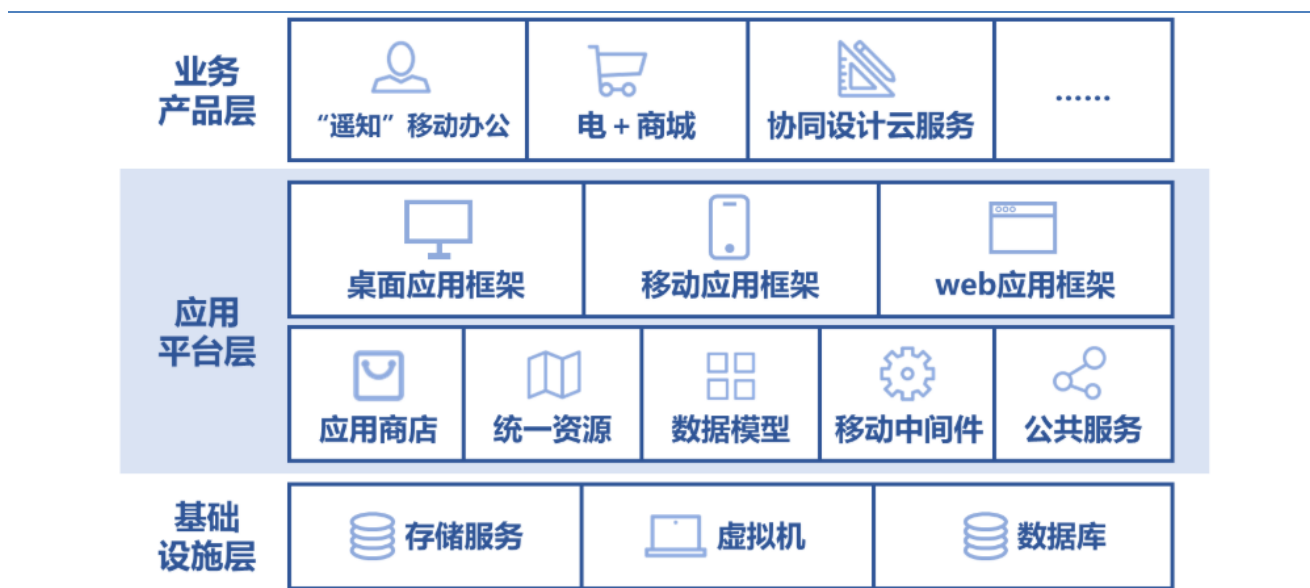 业务
产品层
“遥知”移动办公
电+商城
协同设计云服务
……
应用
平台层
桌面应用框架
移动应用框架
web应用框架
应用商店
统一资源
数据模型
移动中间件
公共服务
基础
设施层
存储服务
虚拟机
数据库